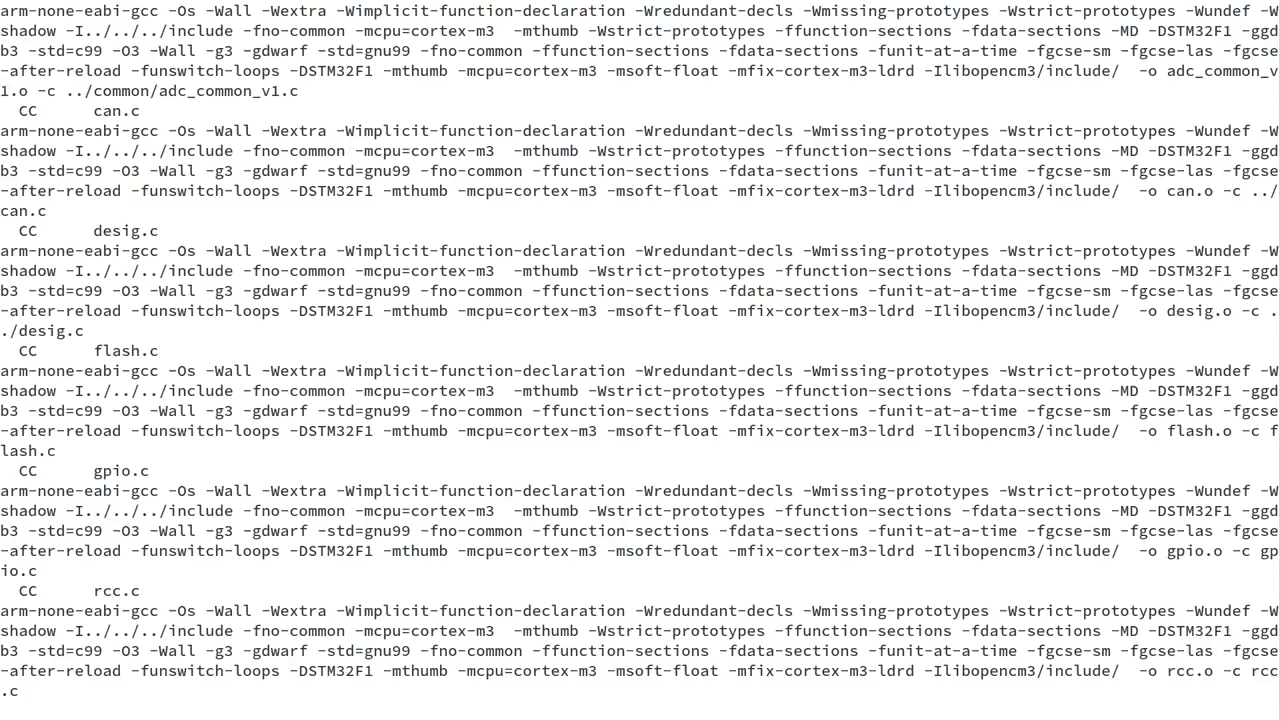 arm-none-eabi-gcc -Os -Wall -Wextra -Wimplicit-function-declaration -Wredundant-decls -Wmissing-prototypes -Wstrict-prototypes -Wundef -W
shadow -I../../../include -fno-common -mcpu=cortex-m3  -mthumb -Wstrict-prototypes -ffunction-sections -fdata-sections -MD -DSTM32F1 -ggd
b3 -std=c99 -O3 -Wall -g3 -gdwarf -std=gnu99 -fno-common -ffunction-sections -fdata-sections -funit-at-a-time -fgcse-sm -fgcse-las -fgcse
-after-reload -funswitch-loops -DSTM32F1 -mthumb -mcpu=cortex-m3 -msoft-float -mfix-cortex-m3-ldrd -Ilibopencm3/include/  -o adc_common_v
1.o -c ../common/adc_common_v1.c
  CC      can.c
arm-none-eabi-gcc -Os -Wall -Wextra -Wimplicit-function-declaration -Wredundant-decls -Wmissing-prototypes -Wstrict-prototypes -Wundef -W
shadow -I../../../include -fno-common -mcpu=cortex-m3  -mthumb -Wstrict-prototypes -ffunction-sections -fdata-sections -MD -DSTM32F1 -ggd
b3 -std=c99 -O3 -Wall -g3 -gdwarf -std=gnu99 -fno-common -ffunction-sections -fdata-sections -funit-at-a-time -fgcse-sm -fgcse-las -fgcse
-after-reload -funswitch-loops -DSTM32F1 -mthumb -mcpu=cortex-m3 -msoft-float -mfix-cortex-m3-ldrd -Ilibopencm3/include/  -o can.o -c ../
can.c
  CC      desig.c
arm-none-eabi-gcc -Os -Wall -Wextra -Wimplicit-function-declaration -Wredundant-decls -Wmissing-prototypes -Wstrict-prototypes -Wundef -W
shadow -I../../../include -fno-common -mcpu=cortex-m3  -mthumb -Wstrict-prototypes -ffunction-sections -fdata-sections -MD -DSTM32F1 -ggd
b3 -std=c99 -O3 -Wall -g3 -gdwarf -std=gnu99 -fno-common -ffunction-sections -fdata-sections -funit-at-a-time -fgcse-sm -fgcse-las -fgcse
-after-reload -funswitch-loops -DSTM32F1 -mthumb -mcpu=cortex-m3 -msoft-float -mfix-cortex-m3-ldrd -Ilibopencm3/include/  -o desig.o -c .
./desig.c
  CC      flash.c
arm-none-eabi-gcc -Os -Wall -Wextra -Wimplicit-function-declaration -Wredundant-decls -Wmissing-prototypes -Wstrict-prototypes -Wundef -W
shadow -I../../../include -fno-common -mcpu=cortex-m3  -mthumb -Wstrict-prototypes -ffunction-sections -fdata-sections -MD -DSTM32F1 -ggd
b3 -std=c99 -O3 -Wall -g3 -gdwarf -std=gnu99 -fno-common -ffunction-sections -fdata-sections -funit-at-a-time -fgcse-sm -fgcse-las -fgcse
-after-reload -funswitch-loops -DSTM32F1 -mthumb -mcpu=cortex-m3 -msoft-float -mfix-cortex-m3-ldrd -Ilibopencm3/include/  -o flash.o -c f
lash.c
  CC      gpio.c
arm-none-eabi-gcc -Os -Wall -Wextra -Wimplicit-function-declaration -Wredundant-decls -Wmissing-prototypes -Wstrict-prototypes -Wundef -W
shadow -I../../../include -fno-common -mcpu=cortex-m3  -mthumb -Wstrict-prototypes -ffunction-sections -fdata-sections -MD -DSTM32F1 -ggd
b3 -std=c99 -O3 -Wall -g3 -gdwarf -std=gnu99 -fno-common -ffunction-sections -fdata-sections -funit-at-a-time -fgcse-sm -fgcse-las -fgcse
-after-reload -funswitch-loops -DSTM32F1 -mthumb -mcpu=cortex-m3 -msoft-float -mfix-cortex-m3-ldrd -Ilibopencm3/include/  -o gpio.o -c gp
io.c
  CC      rcc.c
arm-none-eabi-gcc -Os -Wall -Wextra -Wimplicit-function-declaration -Wredundant-decls -Wmissing-prototypes -Wstrict-prototypes -Wundef -W
shadow -I../../../include -fno-common -mcpu=cortex-m3  -mthumb -Wstrict-prototypes -ffunction-sections -fdata-sections -MD -DSTM32F1 -ggd
b3 -std=c99 -O3 -Wall -g3 -gdwarf -std=gnu99 -fno-common -ffunction-sections -fdata-sections -funit-at-a-time -fgcse-sm -fgcse-las -fgcse
-after-reload -funswitch-loops -DSTM32F1 -mthumb -mcpu=cortex-m3 -msoft-float -mfix-cortex-m3-ldrd -Ilibopencm3/include/  -o rcc.o -c rcc
.c